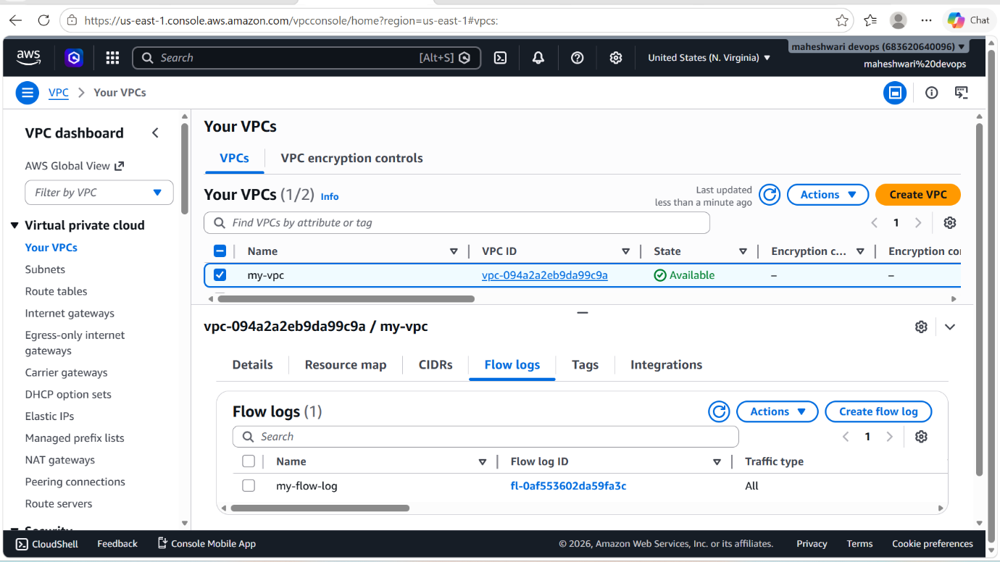 https://us-east-1.console.aws.amazon.com/vpcconsole/home?region=us-east-1#vpcs:
Chat
aws
Search
[Alt+S]
United States (N. Virginia)
maheshwari devops (683620640096)
maheshwari%20devops
VPC
Your VPCs
VPC dashboard
AWS Global View
Filter by VPC
Virtual private cloud
Your VPCs
Subnets
Route tables
Internet gateways
Egress-only internet
gateways
Carrier gateways
DHCP option sets
Elastic IPs
Managed prefix lists
NAT gateways
Peering connections
Route servers
Security
Your VPCs
VPCs
VPC encryption controls
Your VPCs (1/2) Info
Last updated
less than a minute ago
Actions
Create VPC
Find VPCs by attribute or tag
1
Name
VPC ID
State
Encryption c...
Encryption co
my-vpc
vpc-094a2a2eb9da99c9a
Available
–
–
vpc-094a2a2eb9da99c9a / my-vpc
Details
Resource map
CIDRs
Flow logs
Tags
Integrations
Flow logs (1)
Actions
Create flow log
Search
1
Name
Flow log ID
Traffic type
my-flow-log
fl-0af553602da59fa3c
All
CloudShell
Feedback
Console Mobile App
© 2026, Amazon Web Services, Inc. or its affiliates.
Privacy
Terms
Cookie preferences